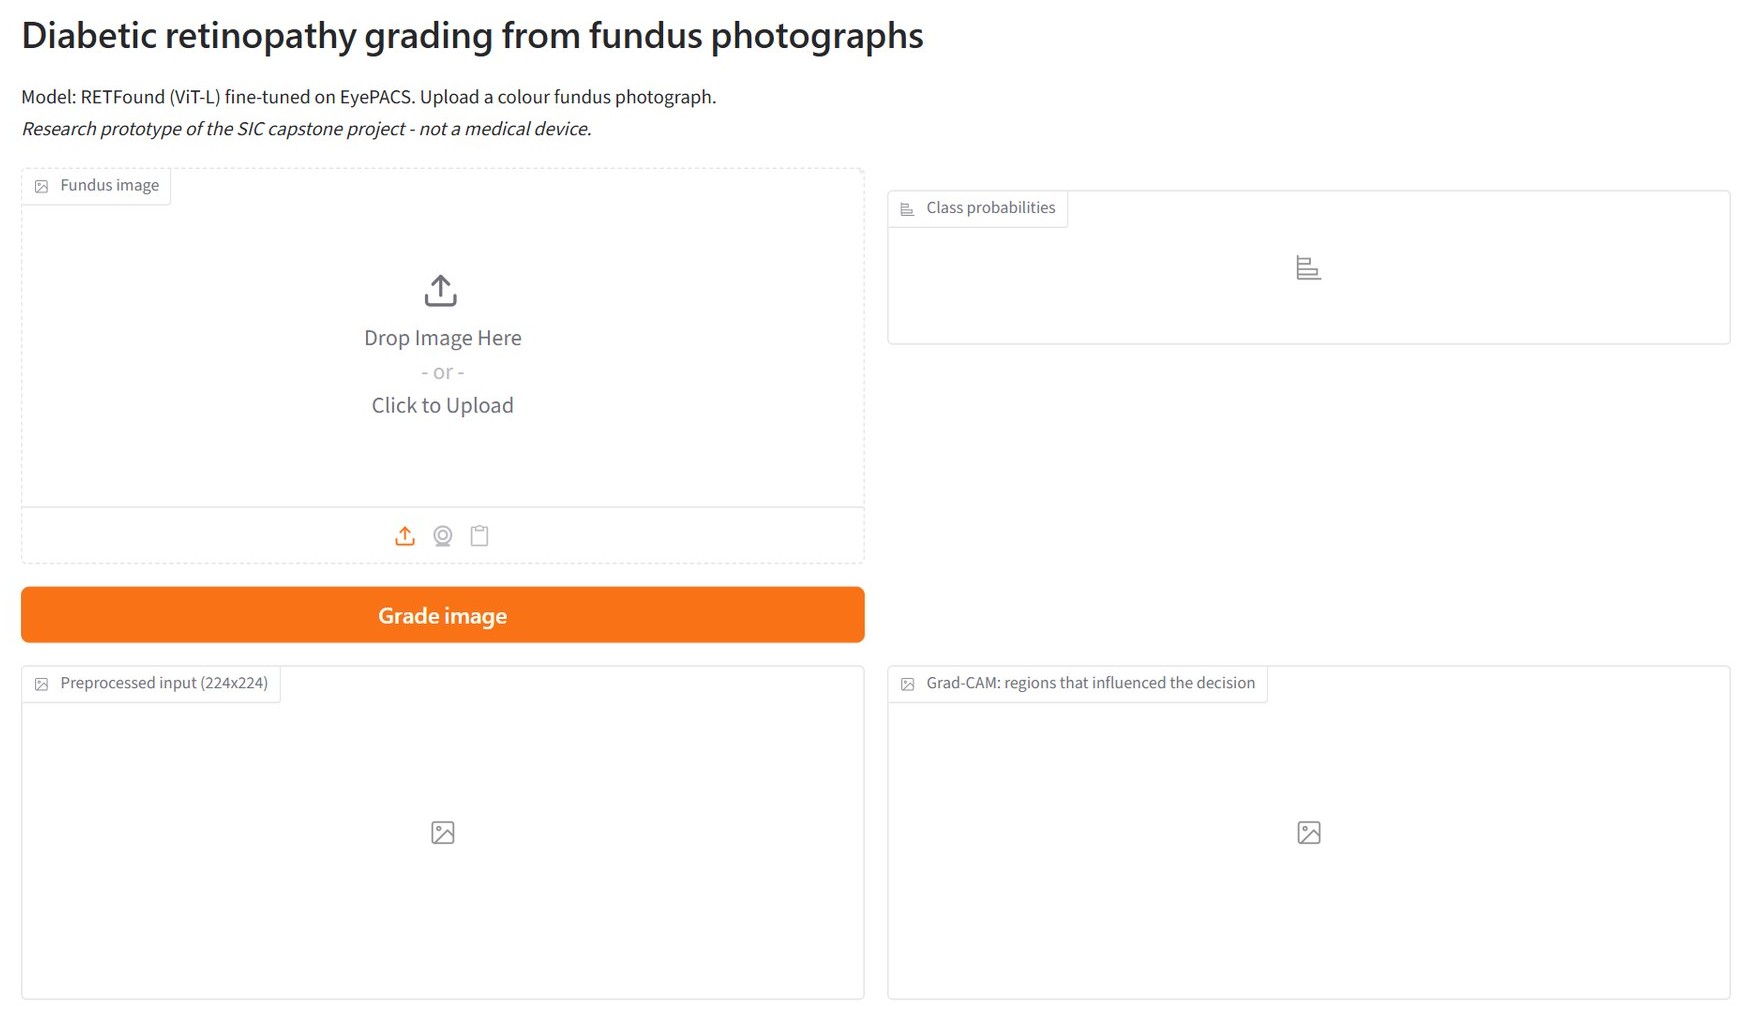 Diabetic retinopathy grading from fundus photographs
Model: RETFound (ViT-L) fine-tuned on EyePACS. Upload a colour fundus photograph.
Research prototype of the SIC capstone project - not a medical device.
Fundus image
Drop Image Here
- or -
Click to Upload
Grade image
Class probabilities
Preprocessed input (224x224)
Grad-CAM: regions that influenced the decision